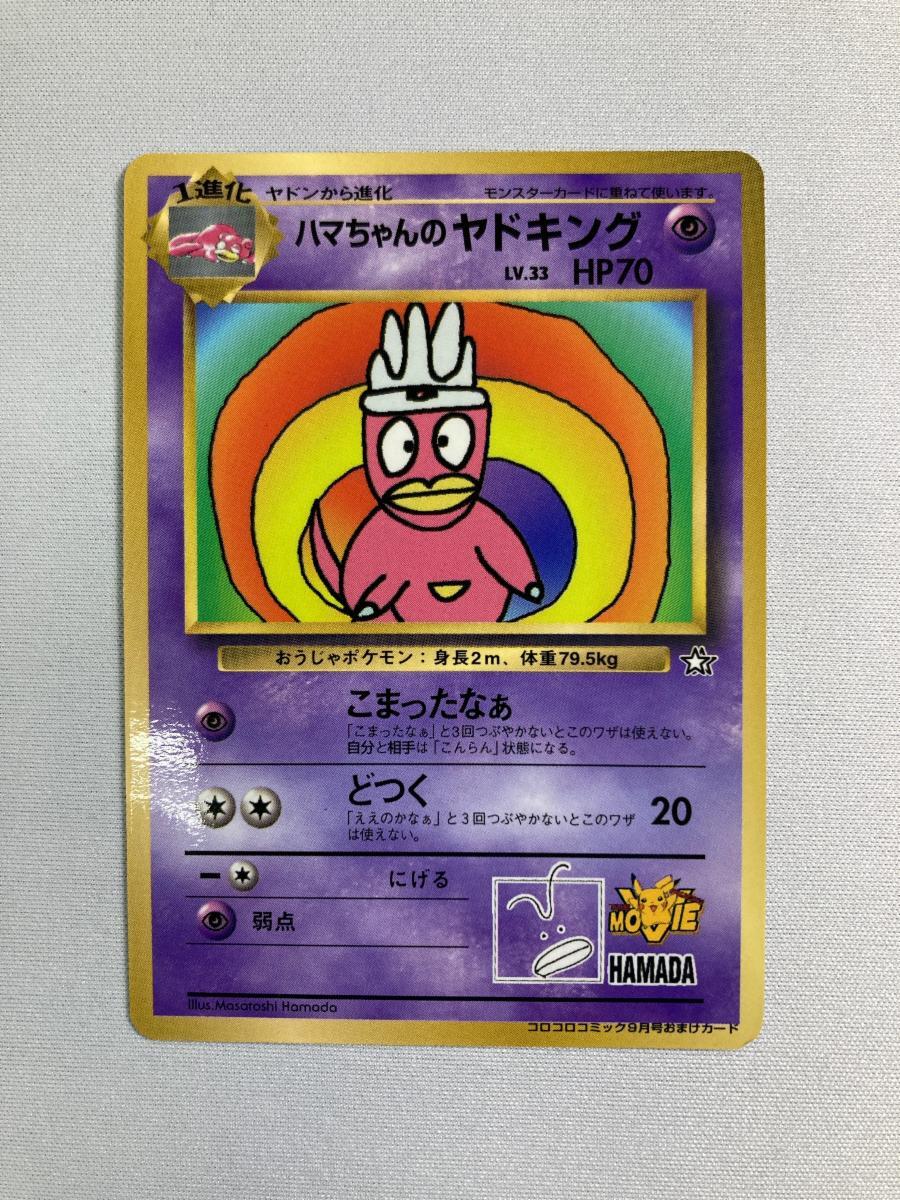 1進化 ヤドンから進化 モンスターカードに重ねて使います。
ハマちゃんのヤドキング
LV.33 HP70
おうじゃポケモン：身長2m、体重79.5kg
こまったなぁ
「こまったなぁ」と3回つぶやかないとこのワザは使えない。
自分と相手は「こんらん」状態になる。
どつく 20
「ええのかなぁ」と3回つぶやかないとこのワザ
は使えない。
にげる
弱点
MOVIE
HAMADA
Illus.Masatoshi Hamada
コロコロコミック9月号おまけカード